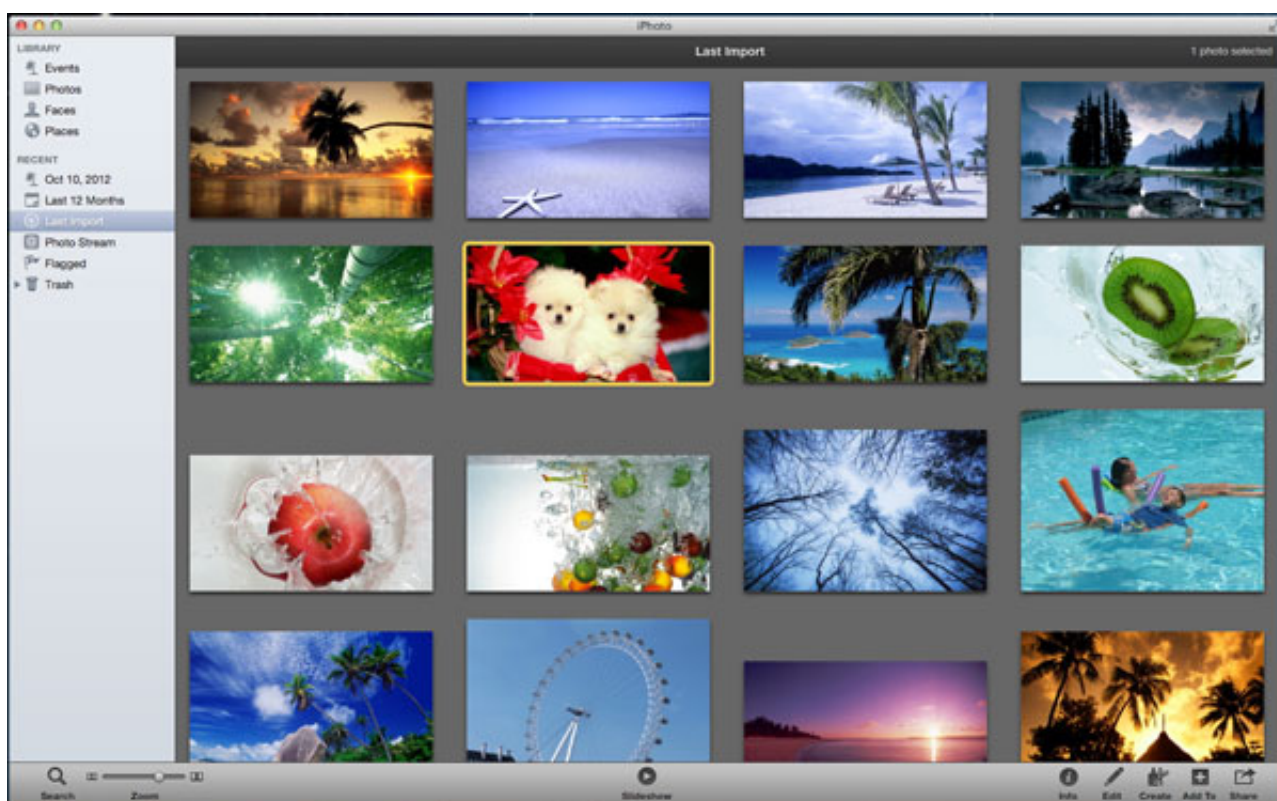 iPhoto
LIBRARY
Events
Photos
Faces
Places
RECENT
Oct 10, 2012
Last 12 Months
Last Import
Photo Stream
Flagged
Trash
Last Import
1 photo selected
Search
Zoom
Slideshow
Info
Edit
Create
Add To
Share